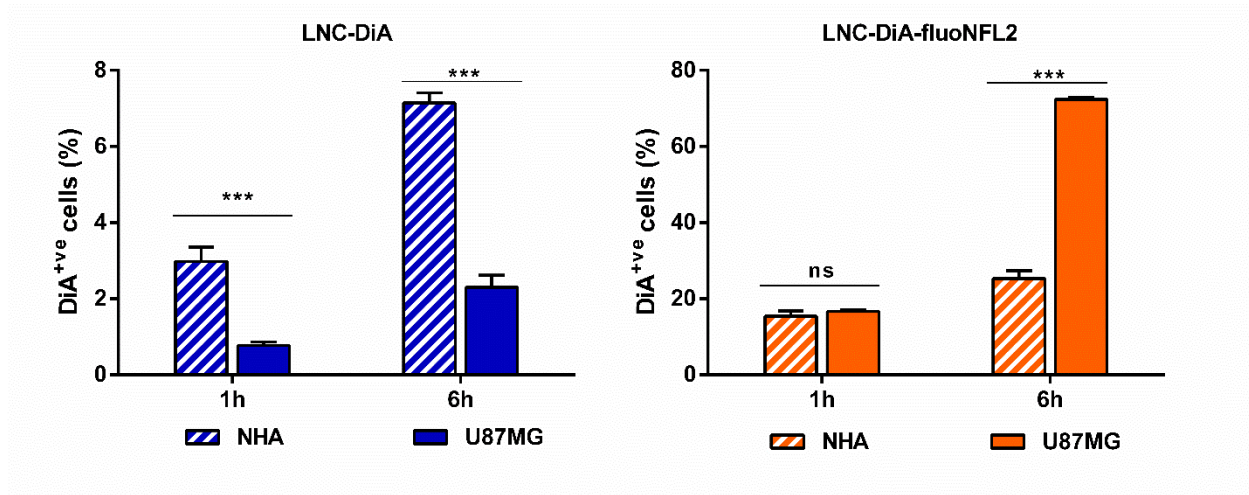 LNC-DiA
DiA+ve cells (%)
8
6
4
2
0
***
***
1h
6h
NHA
U87MG
LNC-DiA-fluoNFL2
DiA+ve cells (%)
80
60
40
20
0
ns
***
1h
6h
NHA
U87MG